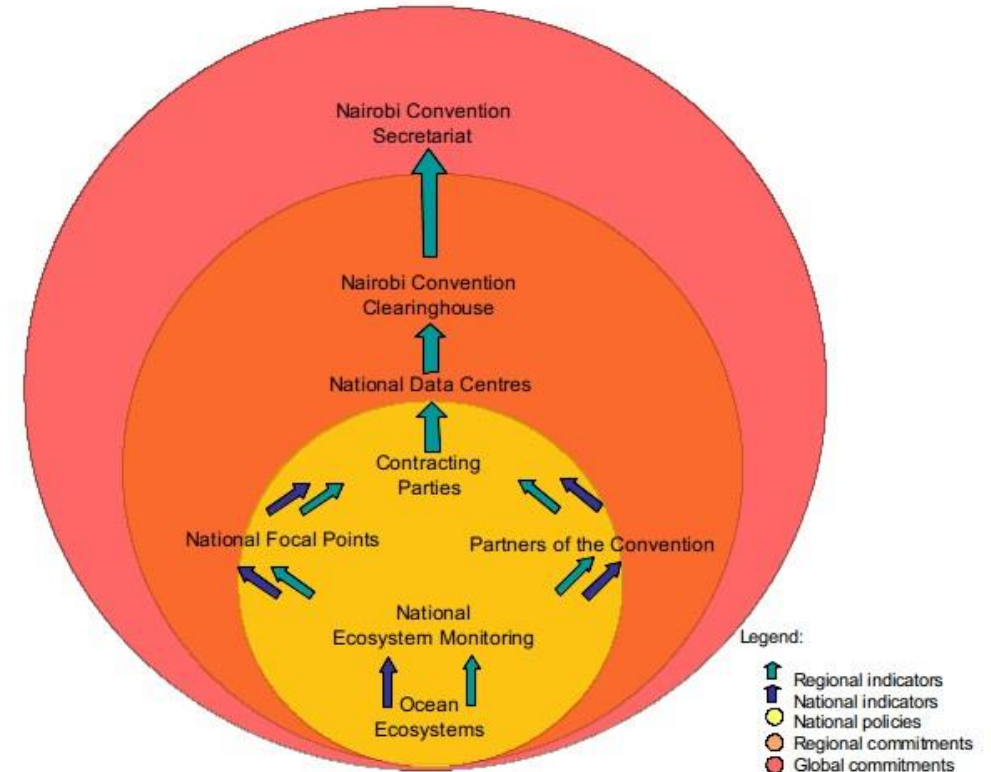 Nairobi Convention
Secretariat
Nairobi Convention
Clearinghouse
National Data Centres
Contracting
Parties
National Focal Points
Partners of the Convention
National
Ecosystem Monitoring
Ocean
Ecosystems
Legend:
Regional indicators
National indicators
National policies
Regional commitments
Global commitments